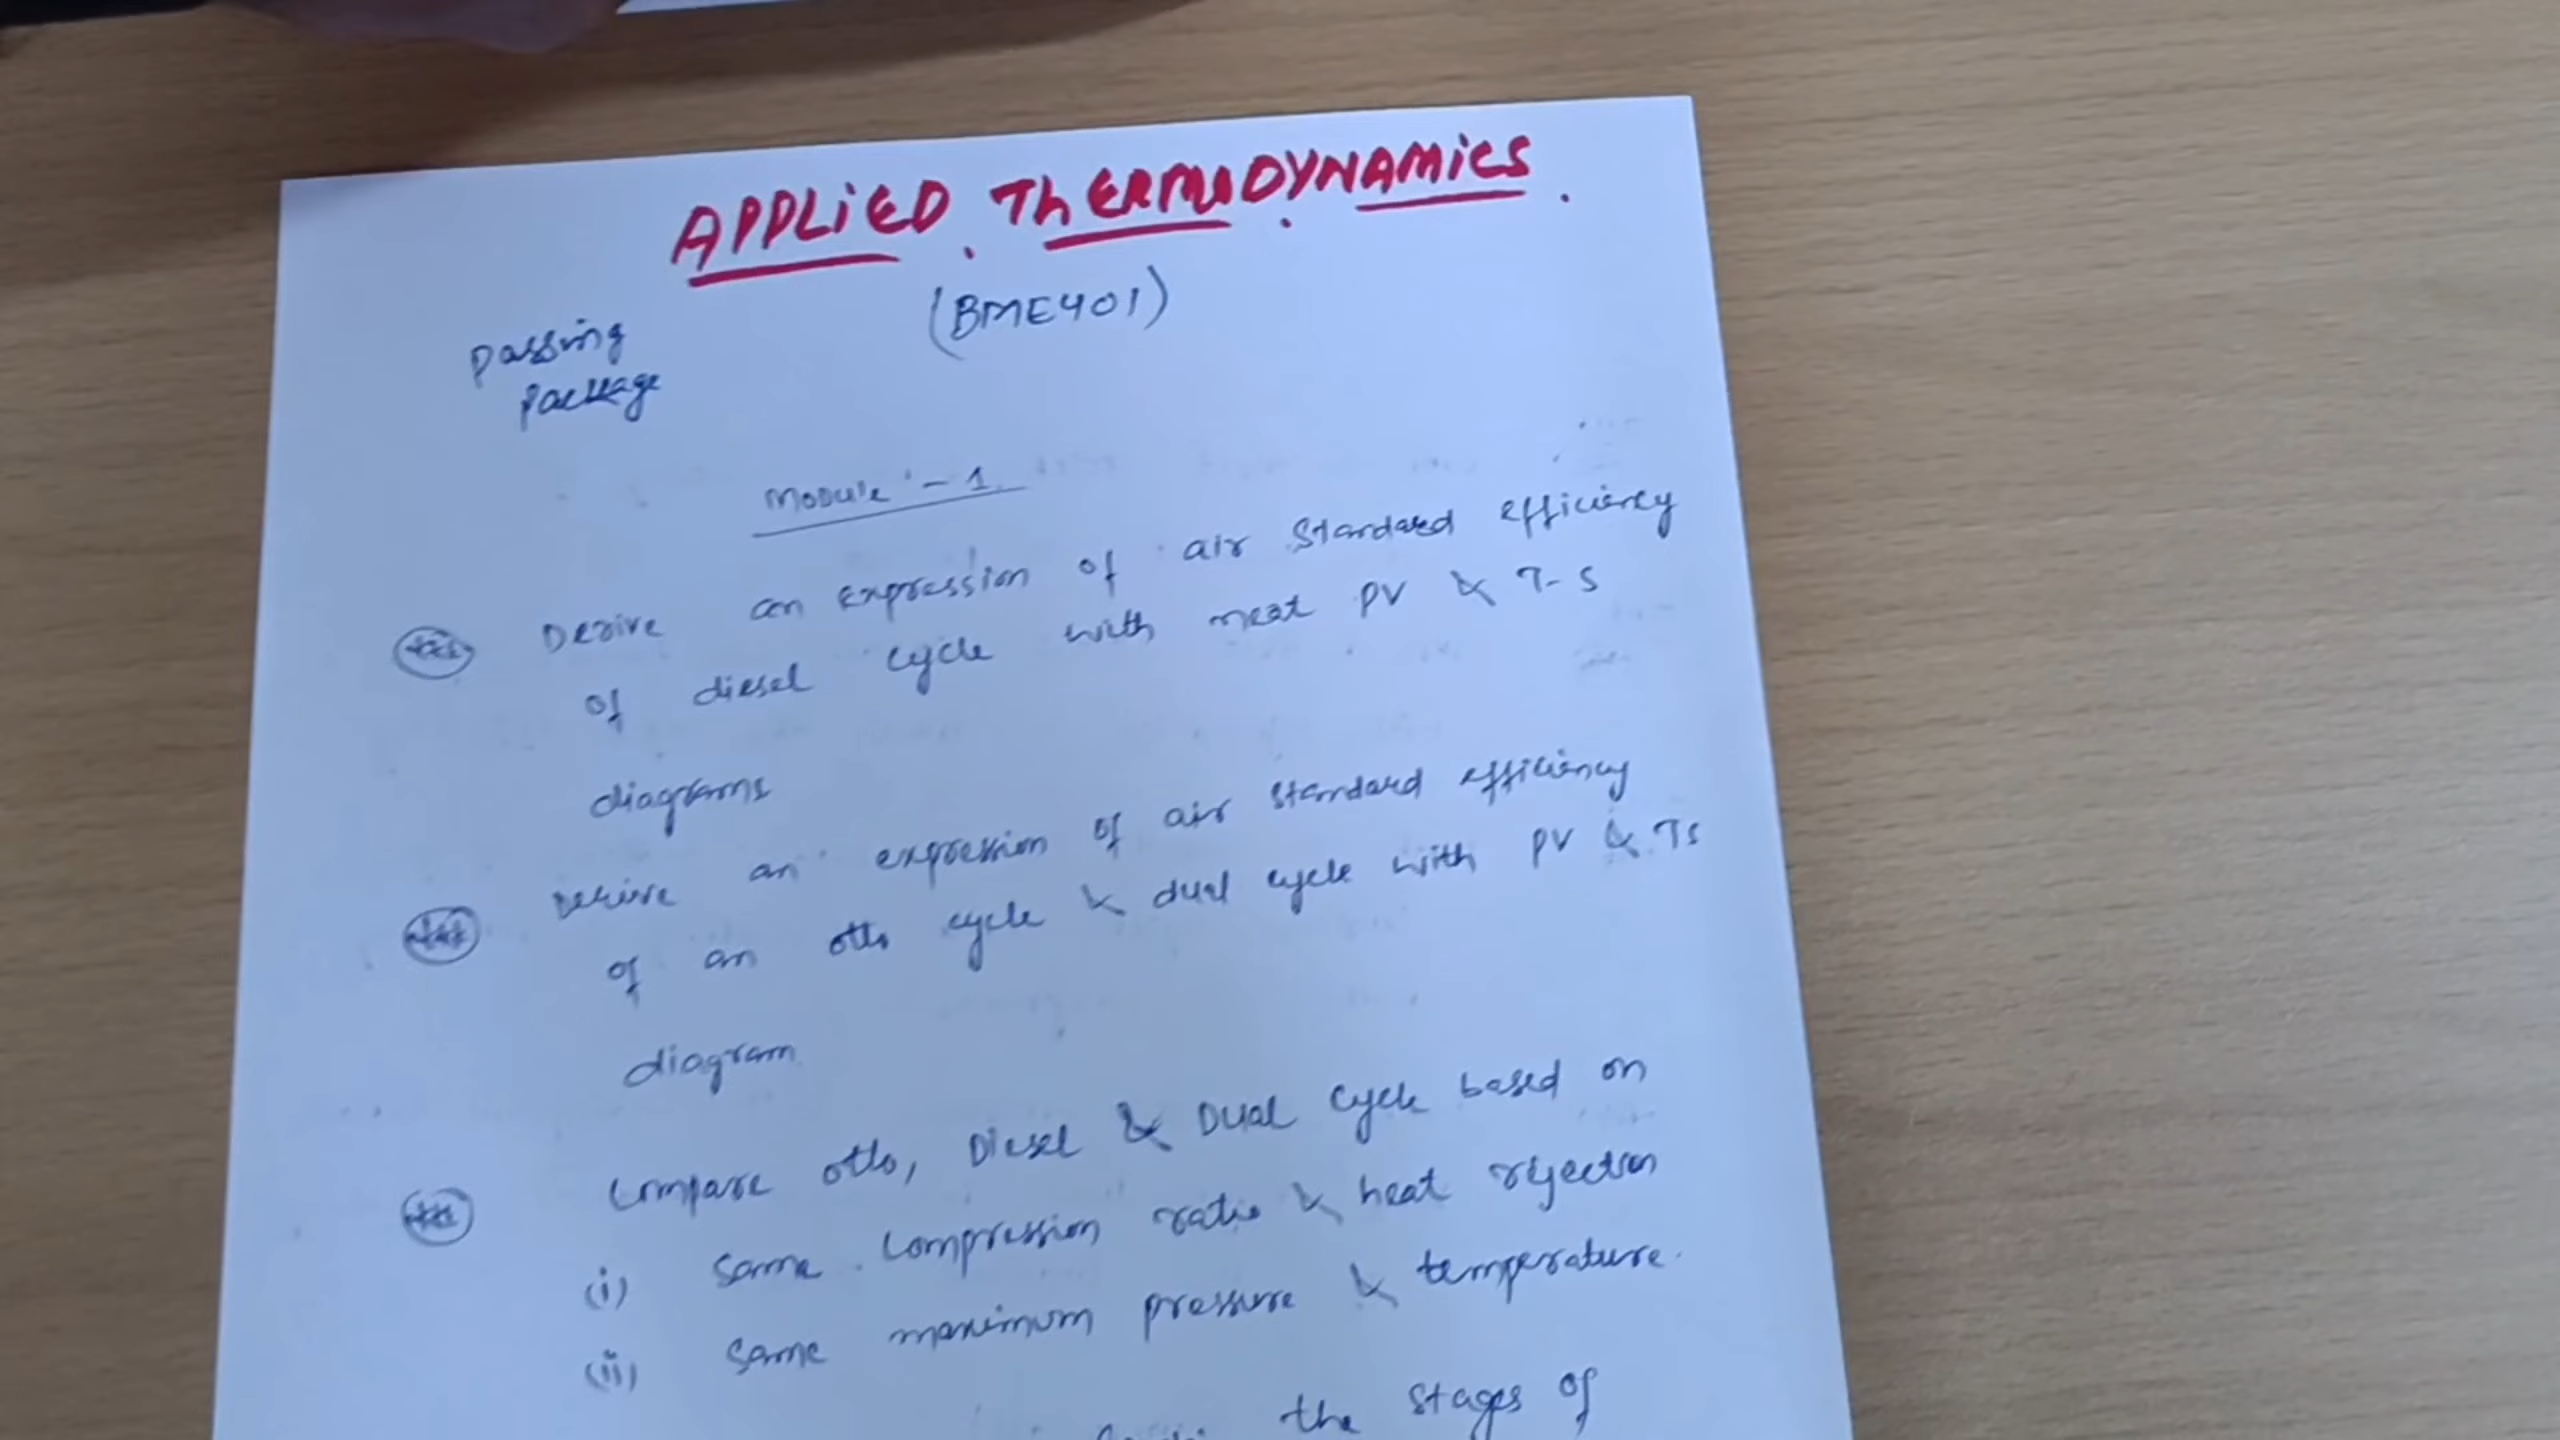 APPLiED ThERMODYNAMiCS
(BME401)
passing
package
Module - 1
Derive an expression of air standard efficiency
of diesel cycle with neat PV & T-S
diagrams
Derive an expression of air standard efficiency
of an otto cycle & dual cycle with PV & TS
diagram
Compare otto, Diesel & Dual cycle based on
(i) same compression ratio & heat rejection
(ii) same maximum pressure & temperature.
the stages of